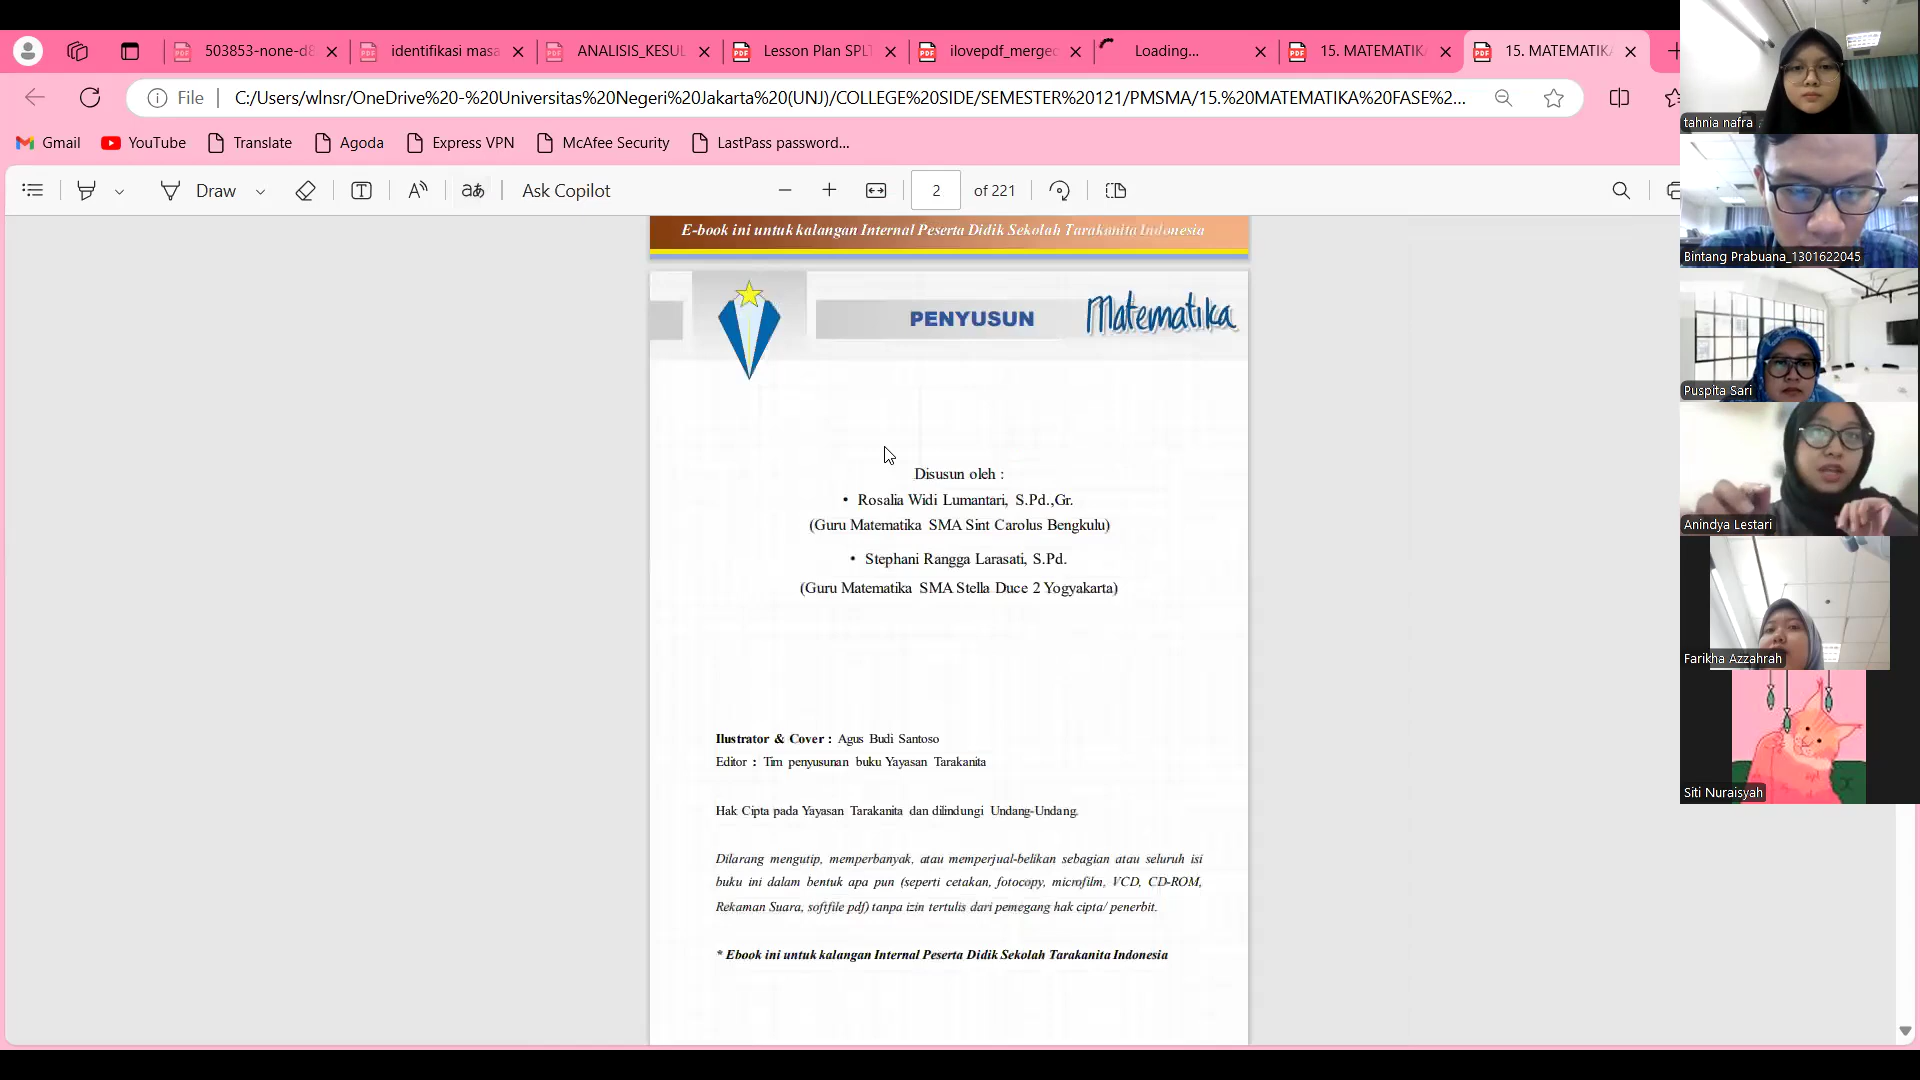 503853-none-d8
identifikasi masa
ANALISIS_KESUL
Lesson Plan SPLT
ilovepdf_merged
Loading...
15. MATEMATIK
15. MATEMATIKA
File
C:/Users/wlnsr/OneDrive%20-%20Universitas%20Negeri%20Jakarta%20(UNJ)/COLLEGE%20SIDE/SEMESTER%20121/PMSMA/15.%20MATEMATIKA%20FASE%2...
Gmail
YouTube
Translate
Agoda
Express VPN
McAfee Security
LastPass password...
Draw
Ask Copilot
2 of 221
E-book ini untuk kalangan Internal Peserta Didik Sekolah Tarakanita Indonesia
PENYUSUN
Matematika
Disusun oleh :
• Rosalia Widi Lumantari, S.Pd.,Gr.
(Guru Matematika SMA Sint Carolus Bengkulu)
• Stephani Rangga Larasati, S.Pd.
(Guru Matematika SMA Stella Duce 2 Yogyakarta)
Ilustrator & Cover : Agus Budi Santoso
Editor : Tim penyusunan buku Yayasan Tarakanita
Hak Cipta pada Yayasan Tarakanita dan dilindungi Undang-Undang.
Dilarang mengutip, memperbanyak, atau memperjual-belikan sebagian atau seluruh isi
buku ini dalam bentuk apa pun (seperti cetakan, fotocopy, microfilm, VCD, CD-ROM,
Rekaman Suara, softfile pdf) tanpa izin tertulis dari pemegang hak cipta/ penerbit.
* Ebook ini untuk kalangan Internal Peserta Didik Sekolah Tarakanita Indonesia
tahnia nafra
Bintang Prabuana_1301622045
Puspita Sari
Anindya Lestari
Farikha Azzahrah
Siti Nuraisyah